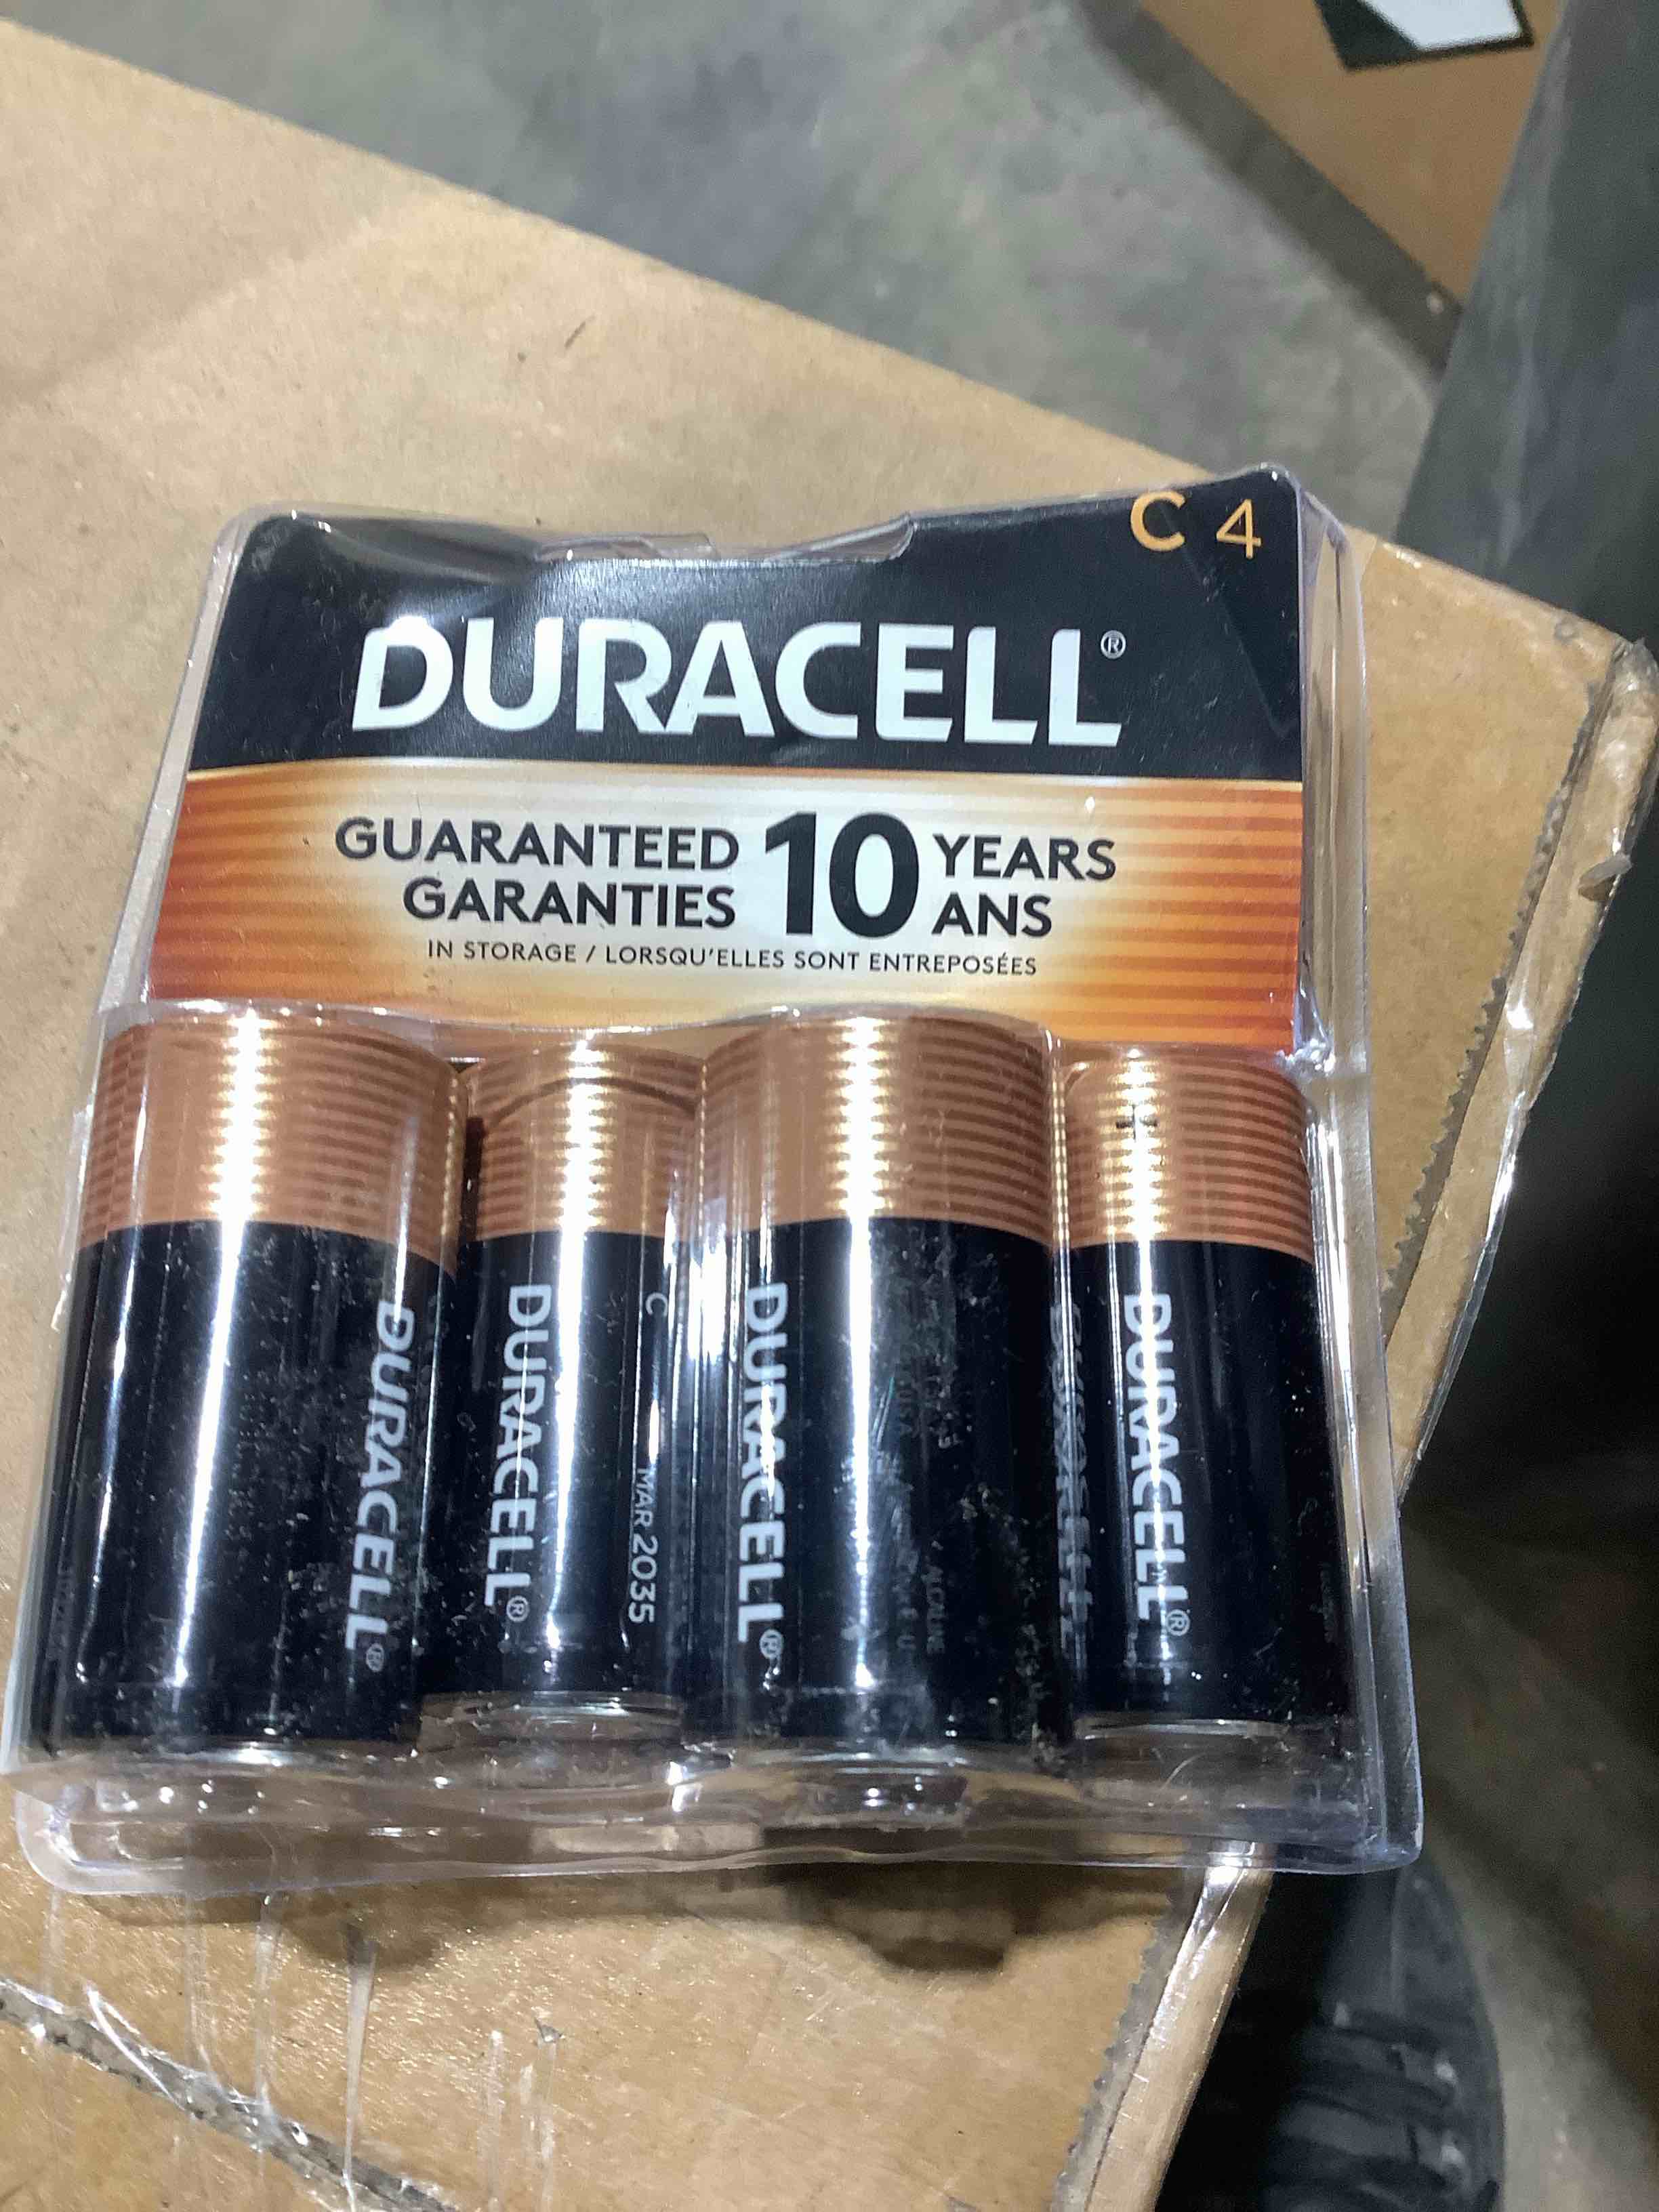 C 4
DURACELL®
GUARANTEED 10 YEARS
GARANTIES ANS
IN STORAGE / LORSQU'ELLES SONT ENTREPOSÉES
DURACELL®
DURACELL®
C MAR 2035
DURACELL®
DURACELL®